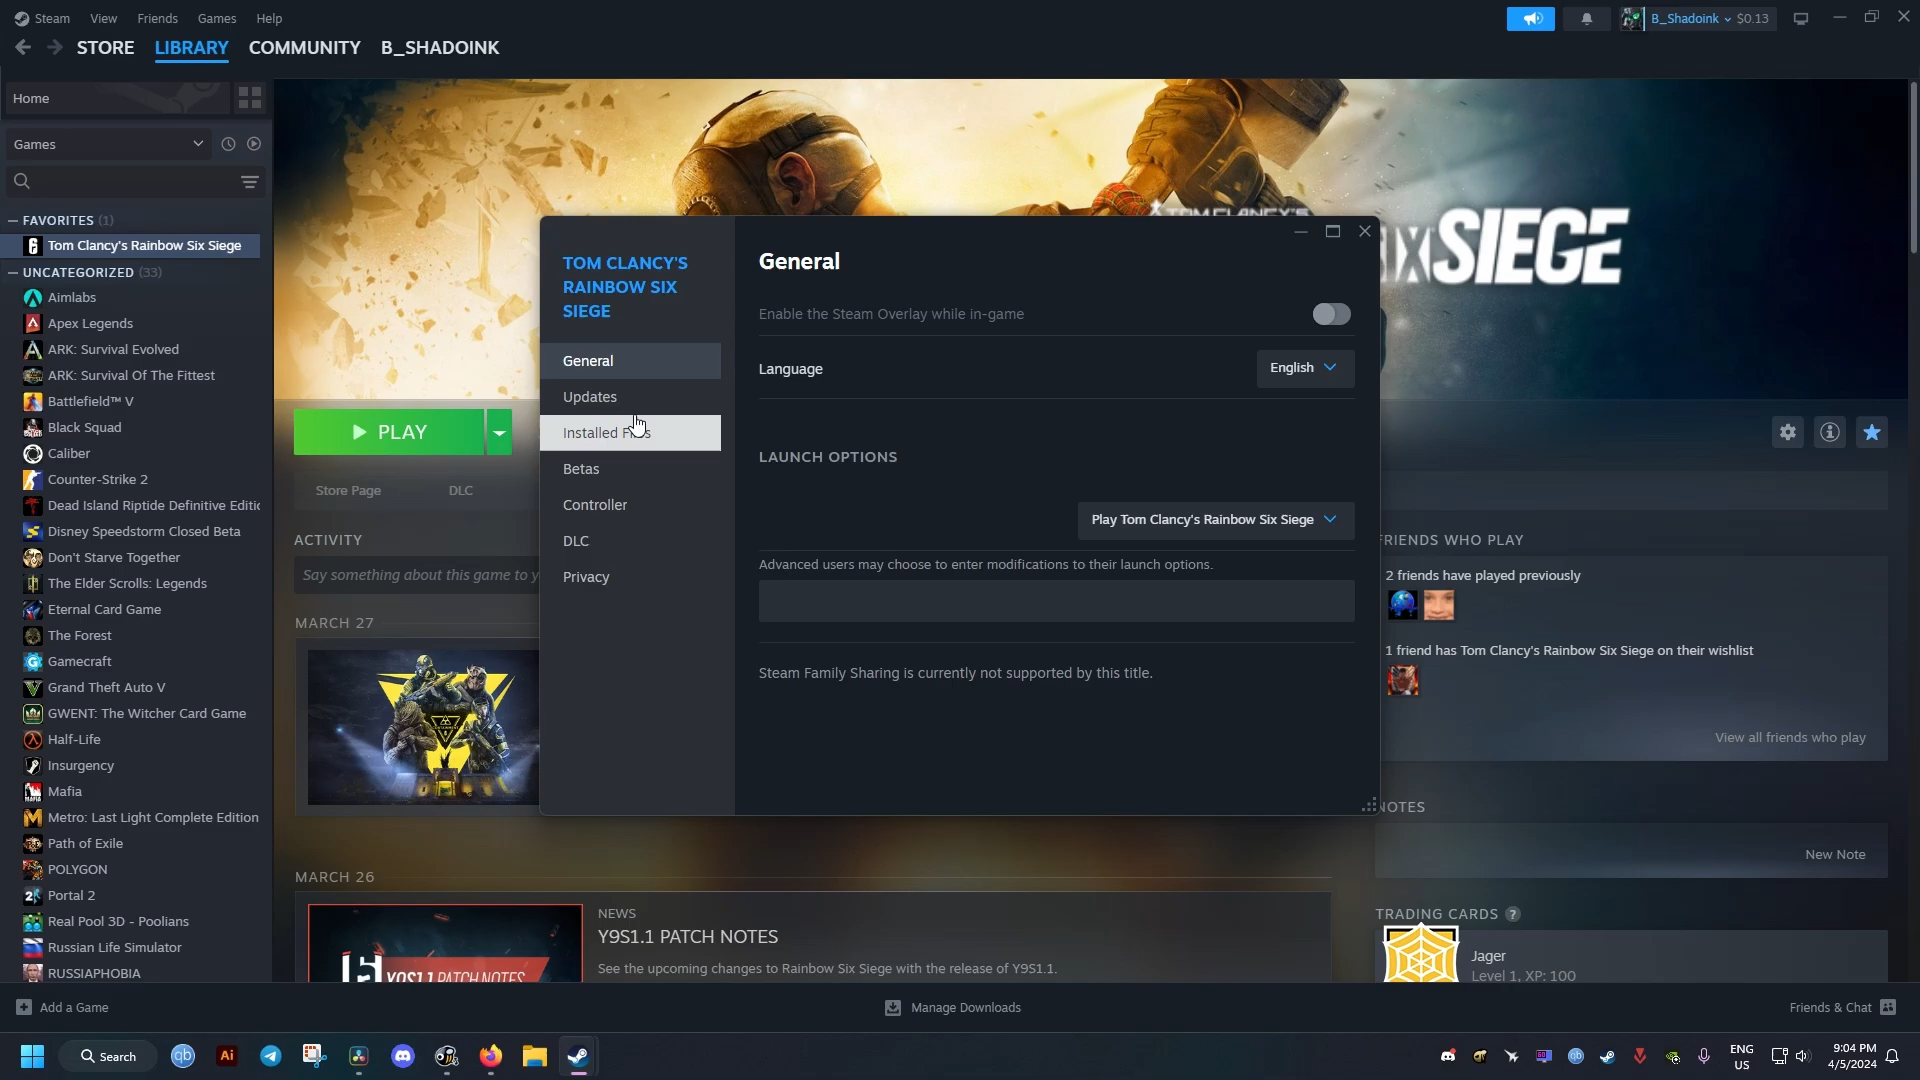 Steam View Friends Games Help
B_Shadoink $0.13
STORE LIBRARY COMMUNITY B_SHADOINK
Home
Games
FAVORITES (1)
Tom Clancy's Rainbow Six Siege
UNCATEGORIZED (33)
Aimlabs
Apex Legends
ARK: Survival Evolved
ARK: Survival Of The Fittest
Battlefield™ V
Black Squad
Caliber
Counter-Strike 2
Dead Island Riptide Definitive Editic
Disney Speedstorm Closed Beta
Don't Starve Together
The Elder Scrolls: Legends
Eternal Card Game
The Forest
Gamecraft
Grand Theft Auto V
GWENT: The Witcher Card Game
Half-Life
Insurgency
Mafia
Metro: Last Light Complete Edition
Path of Exile
POLYGON
Portal 2
Real Pool 3D - Poolians
Russian Life Simulator
RUSSIAPHOBIA
TOM CLANCY'S
SIEGE
PLAY
Store Page DLC
ACTIVITY
Say something about this game to y
MARCH 27
MARCH 26
Y9S1.1 PATCH NOTES
NEWS
Y9S1.1 PATCH NOTES
See the upcoming changes to Rainbow Six Siege with the release of Y9S1.1.
TOM CLANCY'S
RAINBOW SIX
SIEGE
General
Updates
Installed Files
Betas
Controller
DLC
Privacy
General
Enable the Steam Overlay while in-game
Language English
LAUNCH OPTIONS
Play Tom Clancy's Rainbow Six Siege
Advanced users may choose to enter modifications to their launch options.
Steam Family Sharing is currently not supported by this title.
FRIENDS WHO PLAY
2 friends have played previously
1 friend has Tom Clancy's Rainbow Six Siege on their wishlist
View all friends who play
NOTES
New Note
TRADING CARDS ?
Jager
Level 1, XP: 100
Add a Game
Manage Downloads
Friends & Chat
Search
ENG
US
9:04 PM
4/5/2024